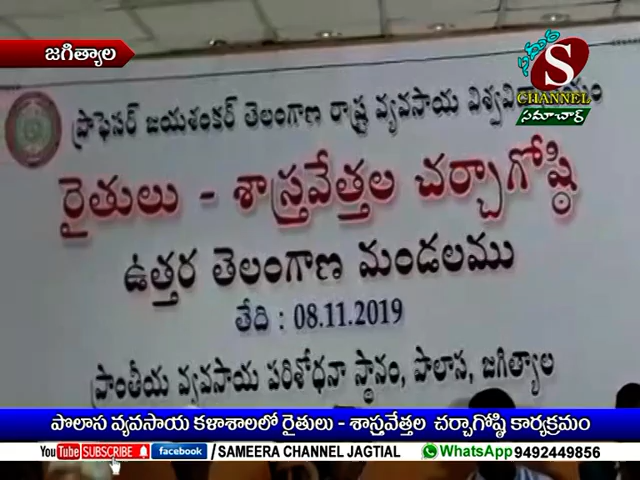 జగిత్యాల
సమీర
S
CHANNEL
సమాచార్
ప్రొఫెసర్ జయశంకర్ తెలంగాణ రాష్ట్ర వ్యవసాయ
రైతులు - శాస్త్రవేత్తల చర్చాగోష్ఠి
ఉత్తర తెలంగాణ మండలము
తేది : 08.11.2019
ప్రాంతీయ వ్యవసాయ పరిశోధనా స్థానం, పొలాస, జగిత్యాల
పొలాస వ్యవసాయ కళాశాలలో రైతులు - శాస్త్రవేత్తల చర్చాగోష్ఠి కార్యక్రమం
YouTube SUBSCRIBE facebook / SAMEERA CHANNEL JAGTIAL WhatsApp 9492449856